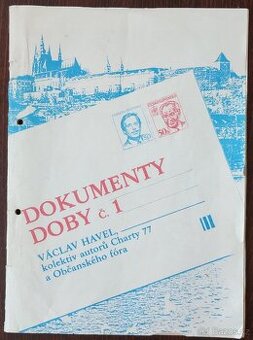 DOKUMENTY
DOBY č. 1
VÁCLAV HAVEL,
kolektiv autorů Charty 77
a Občanského fóra